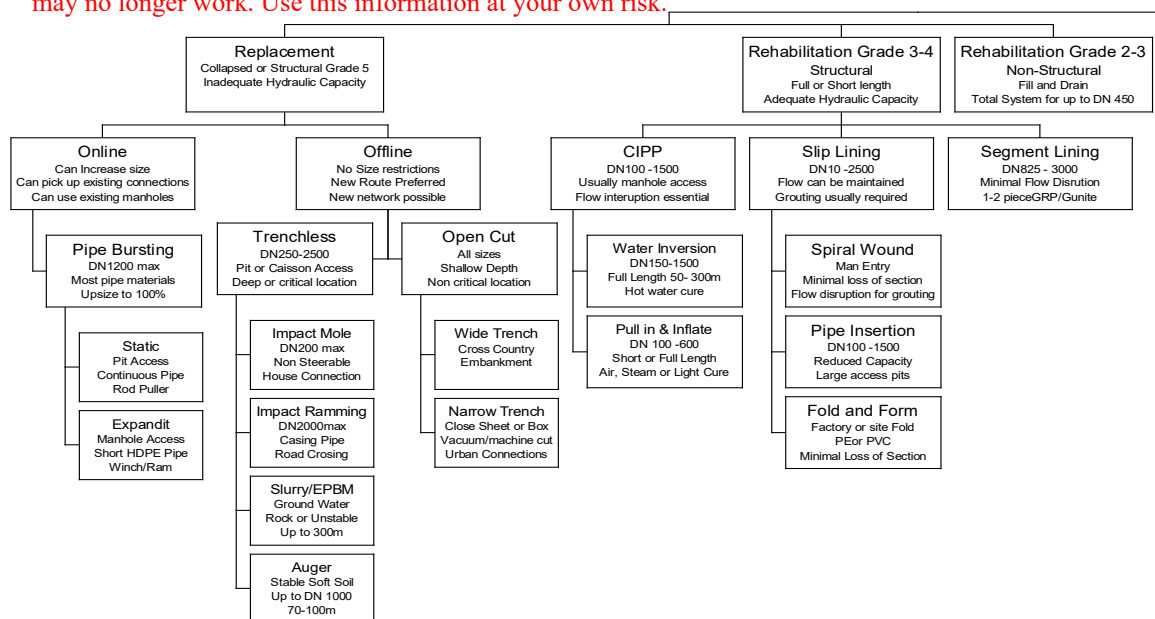 may no longer work. Use this information at your own risk.
Replacement
Collapsed or Structural Grade 5
Inadequate Hydraulic Capacity
Rehabilitation Grade 3-4
Structural
Full or Short length
Adequate Hydraulic Capacity
Rehabilitation Grade 2-3
Non-Structural
Fill and Drain
Total System for up to DN 450
Online
Can Increase size
Can pick up existing connections
Can use existing manholes
Offline
No Size restrictions
New Route Preferred
New network possible
CIPP
DN100 -1500
Usually manhole access
Flow interuption essential
Slip Lining
DN10 -2500
Flow can be maintained
Grouting usually required
Segment Lining
DN825 - 3000
Minimal Flow Disrution
1-2 pieceGRP/Gunite
Pipe Bursting
DN1200 max
Most pipe materials
Upsize to 100%
Trenchless
DN250-2500
Pit or Caisson Access
Deep or critical location
Open Cut
All sizes
Shallow Depth
Non critical location
Water Inversion
DN150-1500
Full Length 50- 300m
Hot water cure
Spiral Wound
Man Entry
Minimal loss of section
Flow disruption for grouting
Static
Pit Access
Continuous Pipe
Rod Puller
Impact Mole
DN200 max
Non Steerable
House Connection
Wide Trench
Cross Country
Embankment
Pull in & Inflate
DN 100 -600
Short or Full Length
Air, Steam or Light Cure
Pipe Insertion
DN100 -1500
Reduced Capacity
Large access pits
Expandit
Manhole Access
Short HDPE Pipe
Winch/Ram
Impact Ramming
DN2000max
Casing Pipe
Road Crosing
Narrow Trench
Close Sheet or Box
Vacuum/machine cut
Urban Connections
Fold and Form
Factory or site Fold
PEor PVC
Minimal Loss of Section
Slurry/EPBM
Ground Water
Rock or Unstable
Up to 300m
Auger
Stable Soft Soil
Up to DN 1000
70-100m